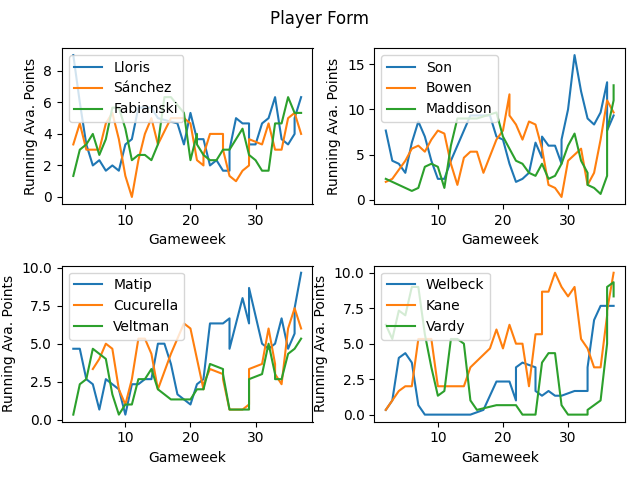 Player Form
Running Ava. Points
8
6
4
2
0
Lloris
Sánchez
Fabianski
10
20
30
Gameweek
Running Ava. Points
15
10
5
0
Son
Bowen
Maddison
10
20
30
Gameweek
Running Ava. Points
10.0
7.5
5.0
2.5
0.0
Matip
Cucurella
Veltman
10
20
30
Gameweek
Running Ava. Points
10.0
7.5
5.0
2.5
0.0
Welbeck
Kane
Vardy
10
20
30
Gameweek